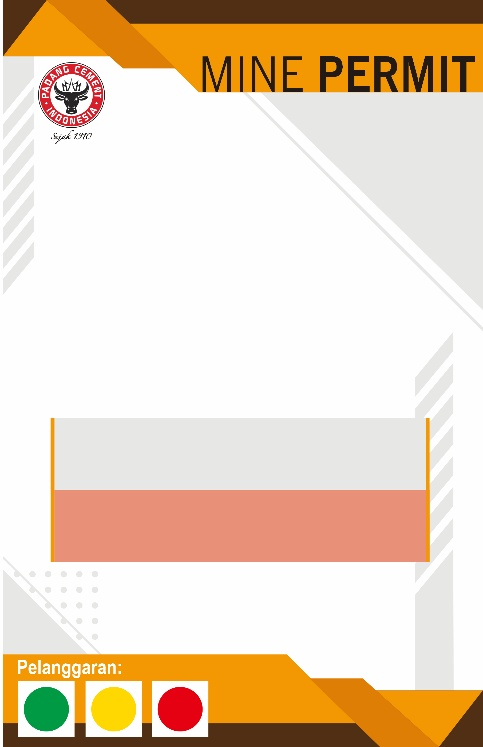 MINE PERMIT
PADANG CEMENT
INDONESIA
Sejak 1910
Pelanggaran: